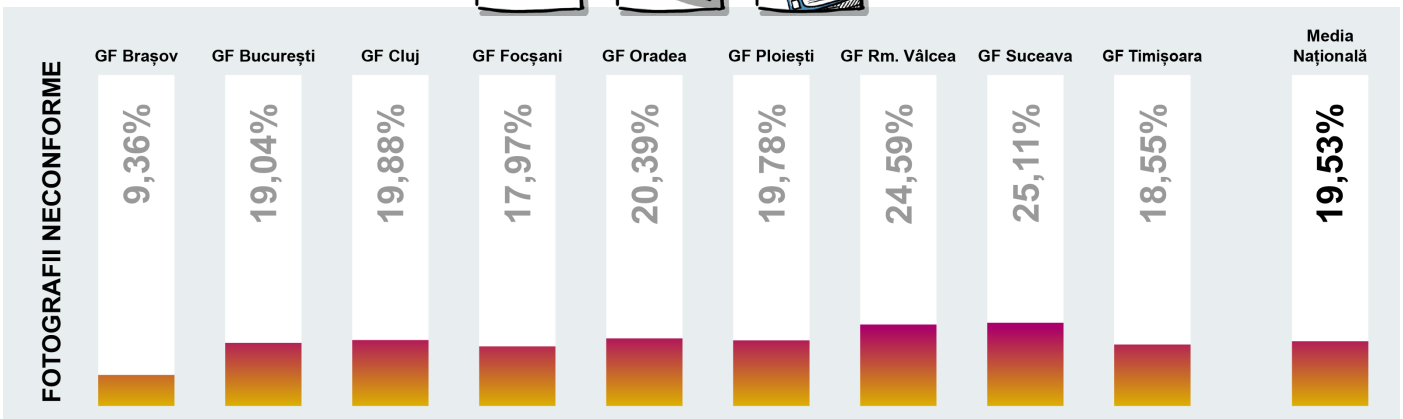 FOTOGRAFII NECONFORME
GF Brașov
9,36%
GF București
19,04%
GF Cluj
19,88%
GF Focșani
17,97%
GF Oradea
20,39%
GF Ploiești
19,78%
GF Rm. Vâlcea
24,59%
GF Suceava
25,11%
GF Timișoara
18,55%
Media
Națională
19,53%